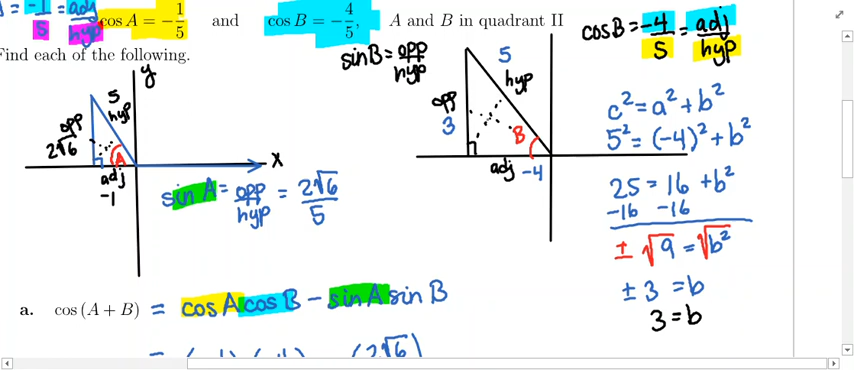 = -1/5 = adj/hyp cos A = -1/5 and cos B = -4/5, A and B in quadrant II
Find each of the following.
cosB = -4/5 = adj/hyp
sinB = opp/hyp
y
5
hyp
opp
2√6
A
adj
-1
x
sin A = opp/hyp = 2√6/5
5
hyp
opp
3
B
adj -4
c² = a² + b²
5² = (-4)² + b²
25 = 16 + b²
-16 -16
± √9 = √b²
± 3 = b
3 = b
a. cos (A + B) = cos A cos B - sin A sin B